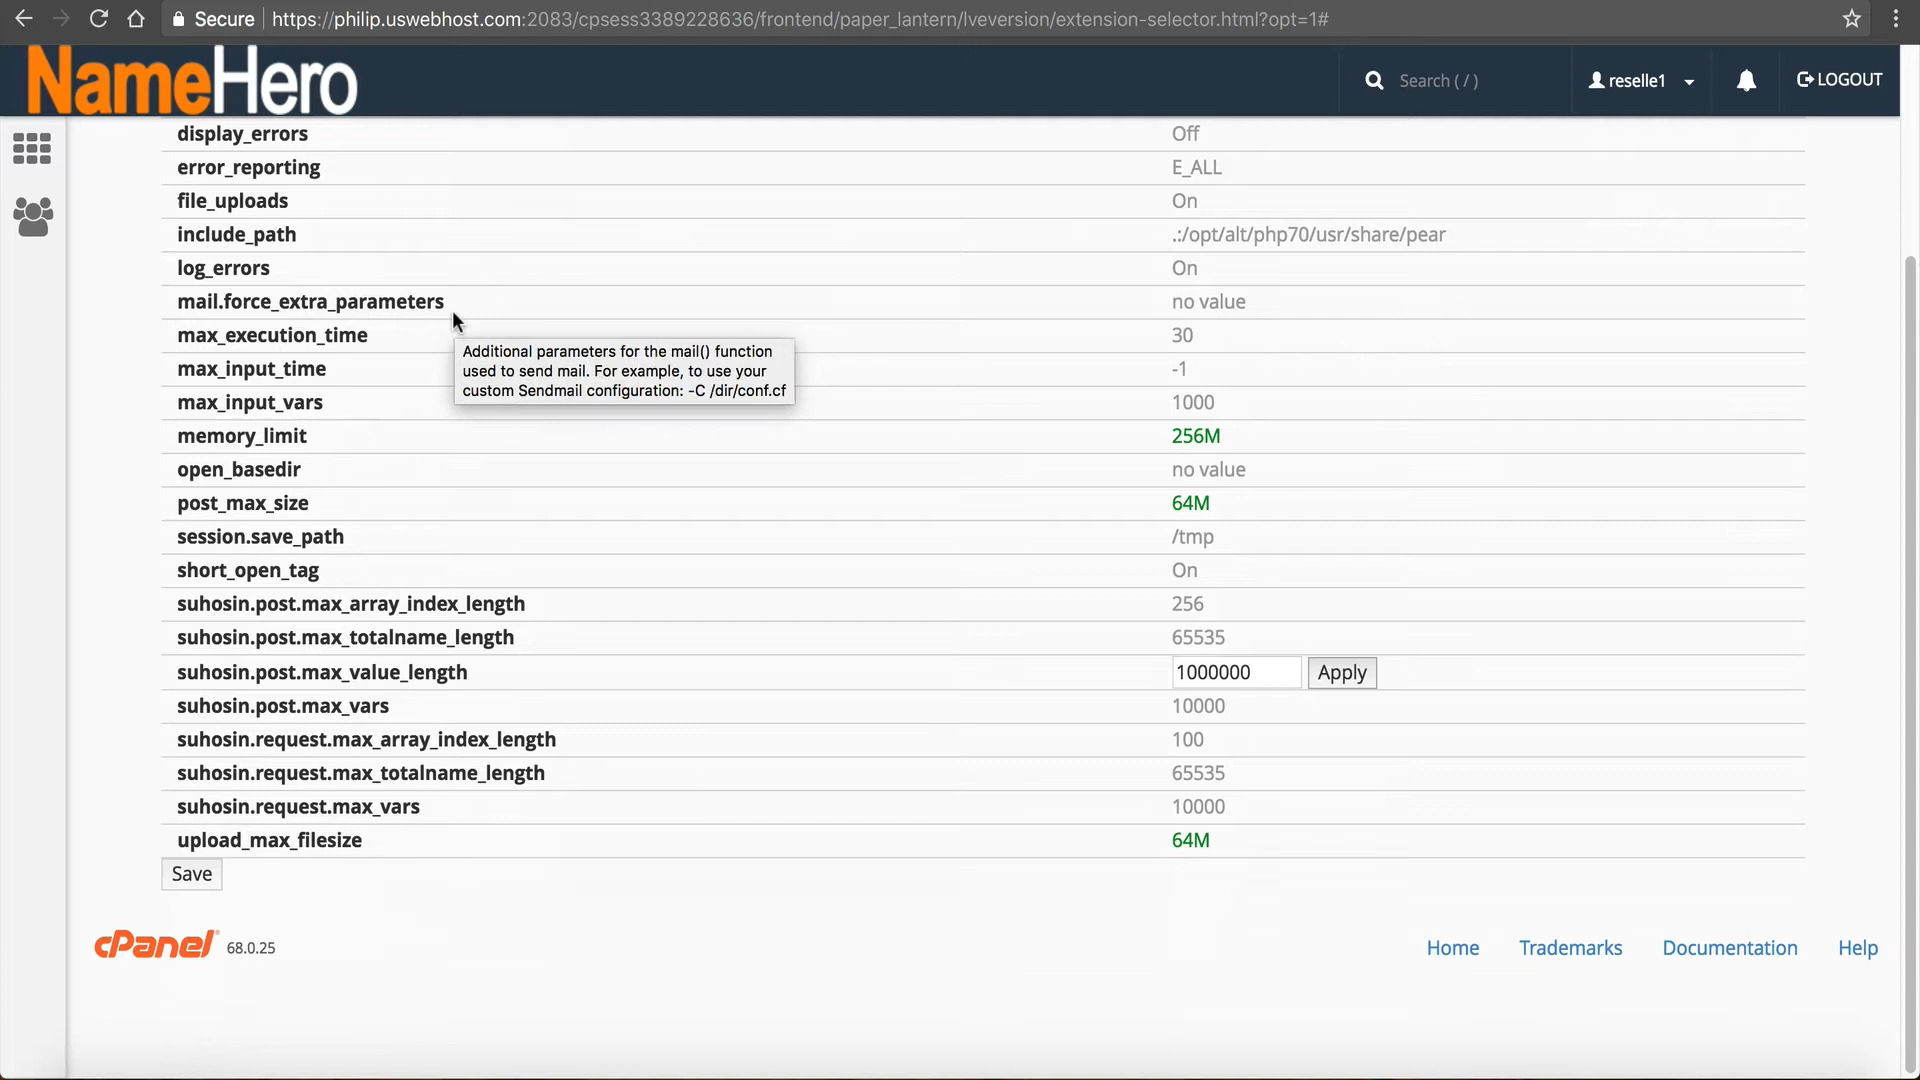 Secure
https://philip.uswebhost.com:2083/cpsess3389228636/frontend/paper_lantern/lveversion/extension-selector.html?opt=1#
NameHero
Search ( / )
reselle1
LOGOUT
display_errors Off
error_reporting E_ALL
file_uploads On
include_path .:/opt/alt/php70/usr/share/pear
log_errors On
mail.force_extra_parameters no value
max_execution_time 30
Additional parameters for the mail() function
used to send mail. For example, to use your
custom Sendmail configuration: -C /dir/conf.cf
max_input_time -1
max_input_vars 1000
memory_limit 256M
open_basedir no value
post_max_size 64M
session.save_path /tmp
short_open_tag On
suhosin.post.max_array_index_length 256
suhosin.post.max_totalname_length 65535
suhosin.post.max_value_length 1000000 Apply
suhosin.post.max_vars 10000
suhosin.request.max_array_index_length 100
suhosin.request.max_totalname_length 65535
suhosin.request.max_vars 10000
upload_max_filesize 64M
Save
cPanel 68.0.25
Home Trademarks Documentation Help